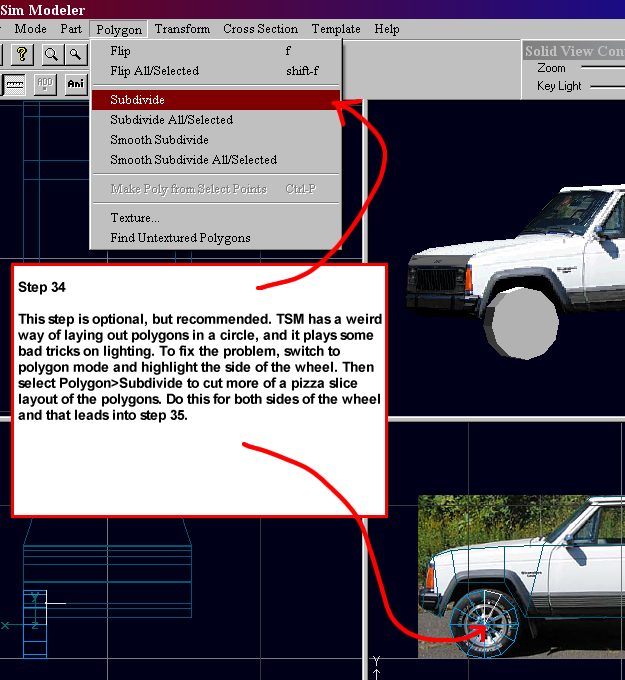 Sim Modeler
Mode Part Polygon Transform Cross Section Template Help
Flip f
Flip All/Selected shift-f
Subdivide
Subdivide All/Selected
Smooth Subdivide
Smooth Subdivide All/Selected
Make Poly from Select Points Ctrl-P
Texture...
Find Untextured Polygons
?
ADD
Ani
Solid View Con
Zoom
Key Light
Step 34
This step is optional, but recommended. TSM has a weird
way of laying out polygons in a circle, and it plays some
bad tricks on lighting. To fix the problem, switch to
polygon mode and highlight the side of the wheel. Then
select Polygon>Subdivide to cut more of a pizza slice
layout of the polygons. Do this for both sides of the wheel
and that leads into step 35.
Y
X
Z
Y